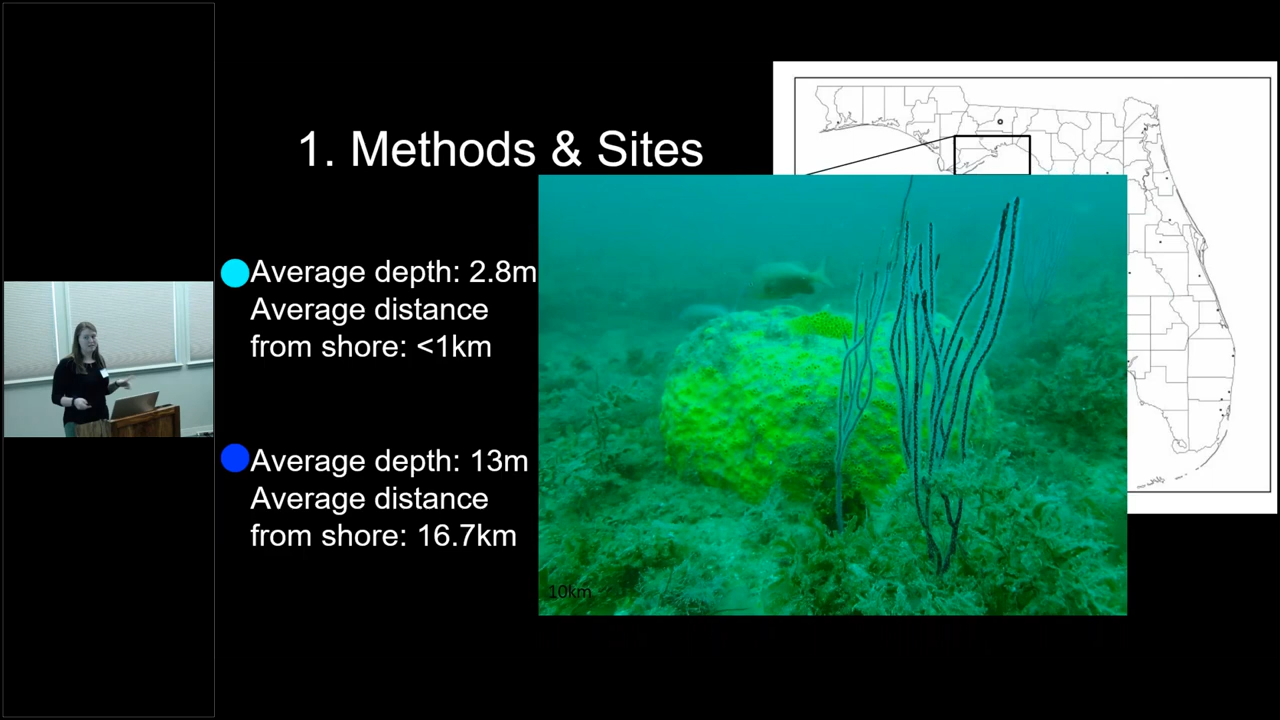 1. Methods & Sites
Average depth: 2.8m
Average distance
from shore: <1km
Average depth: 13m
Average distance
from shore: 16.7km
10km